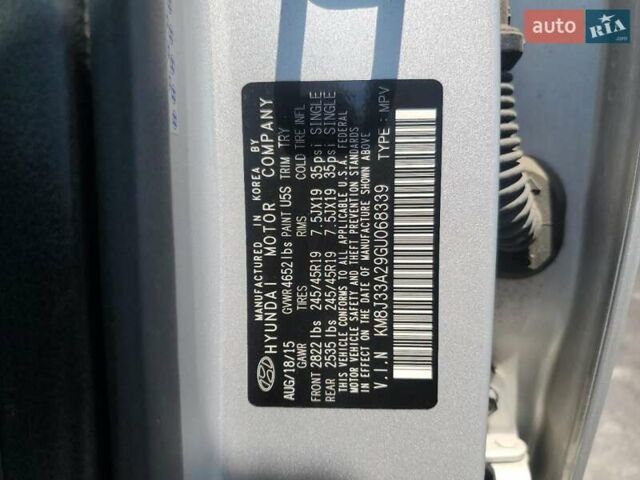 MANUFACTURED IN KOREA BY
HYUNDAI MOTOR COMPANY
AUG/18/15 GVWR 4652 lbs PAINT U5S TRIM TRY
GAWR TIRES RIMS COLD TIRE INFL
FRONT 2822 lbs 245/45R19 7.5JX19 35psi SINGLE
REAR 2535 lbs 245/45R19 7.5JX19 35psi SINGLE
THIS VEHICLE CONFORMS TO ALL APPLICABLE U.S.A. FEDERAL
MOTOR VEHICLE SAFETY AND THEFT PREVENTION STANDARDS
IN EFFECT ON THE DATE OF MANUFACTURE SHOWN ABOVE.
V.I.N KM8J33A29GU068339 TYPE : MPV
auto RIA .com